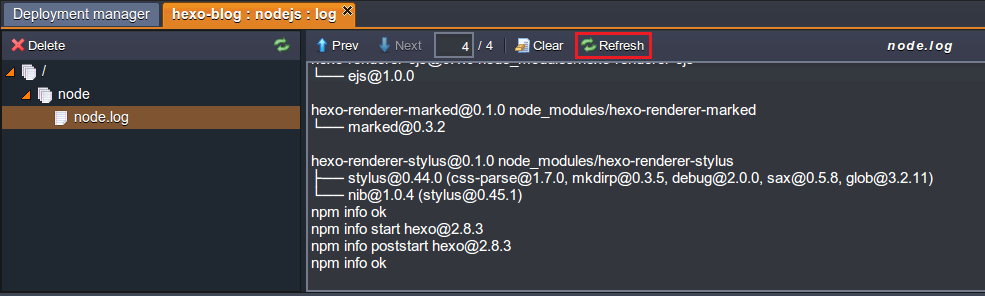 Deployment manager
hexo-blog : nodejs : log
Delete
Prev
Next
4 / 4
Clear
Refresh
node.log
/
node
node.log
hexo-renderer-ejs
└── ejs@1.0.0
hexo-renderer-marked@0.1.0 node_modules/hexo-renderer-marked
└── marked@0.3.2
hexo-renderer-stylus@0.1.0 node_modules/hexo-renderer-stylus
├── stylus@0.44.0 (css-parse@1.7.0, mkdirp@0.3.5, debug@2.0.0, sax@0.5.8, glob@3.2.11)
└── nib@1.0.4 (stylus@0.45.1)
npm info ok
npm info start hexo@2.8.3
npm info poststart hexo@2.8.3
npm info ok